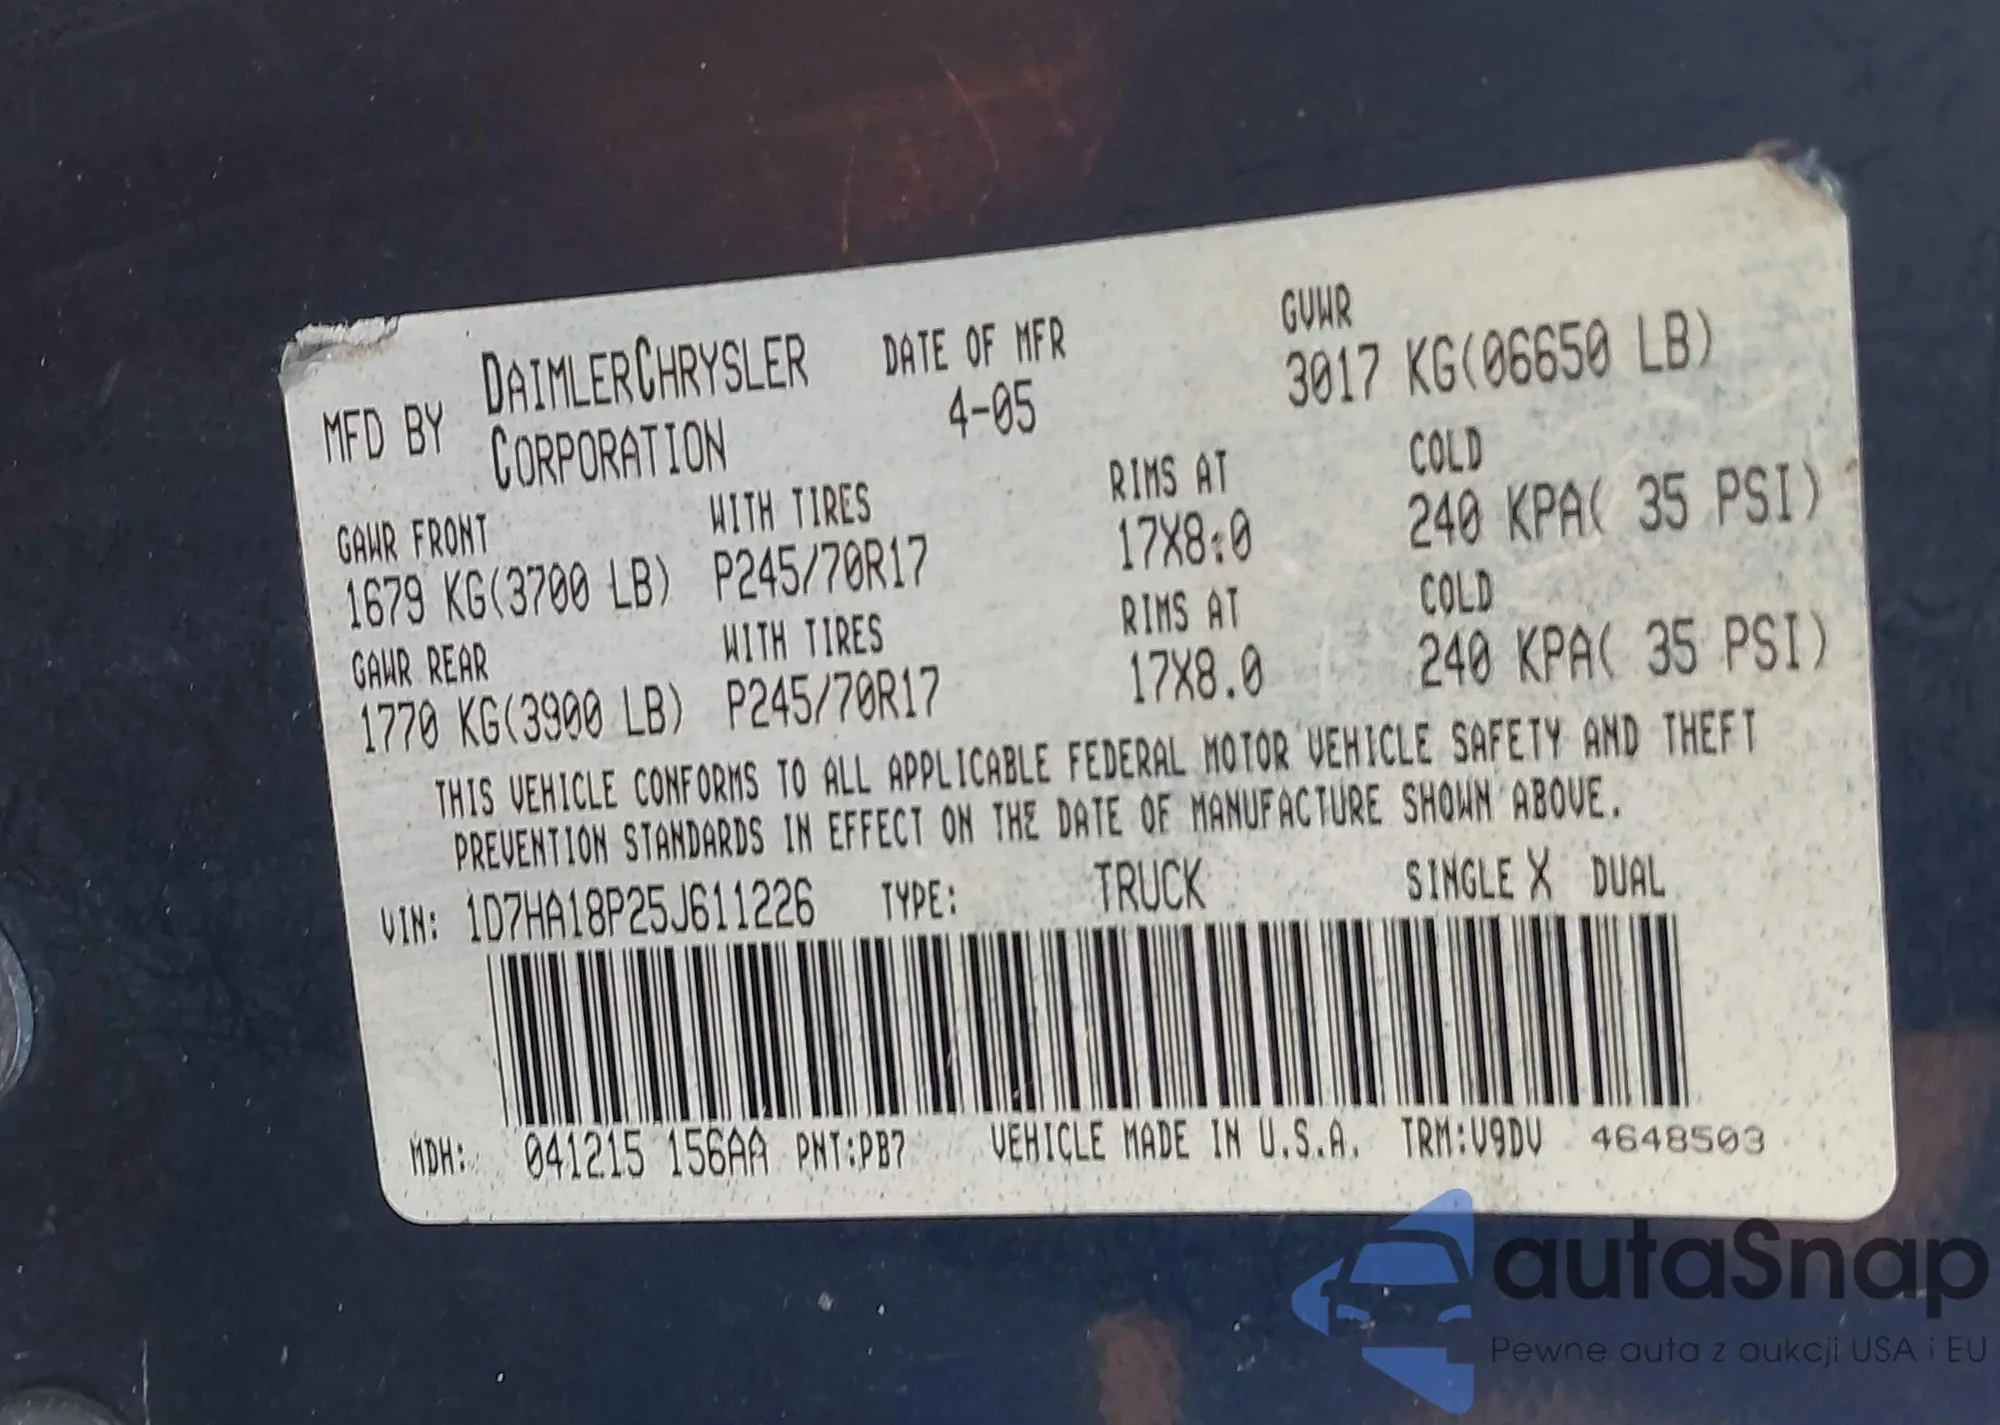 MFD BY DAIMLERCHRYSLER CORPORATION DATE OF MFR 4-05 GVWR 3017 KG(06650 LB)
GAWR FRONT WITH TIRES RIMS AT COLD
1679 KG(3700 LB) P245/70R17 17X8.0 240 KPA( 35 PSI)
GAWR REAR WITH TIRES RIMS AT COLD
1770 KG(3900 LB) P245/70R17 17X8.0 240 KPA( 35 PSI)
THIS VEHICLE CONFORMS TO ALL APPLICABLE FEDERAL MOTOR VEHICLE SAFETY AND THEFT
PREVENTION STANDARDS IN EFFECT ON THE DATE OF MANUFACTURE SHOWN ABOVE.
VIN: 1D7HA18P25J611226 TYPE: TRUCK SINGLE X DUAL
MDH: 041215 156AA PNT:PB7 VEHICLE MADE IN U.S.A. TRM:V9DV 4648503
autaSnap
Pewne auta z aukcji USA i EU